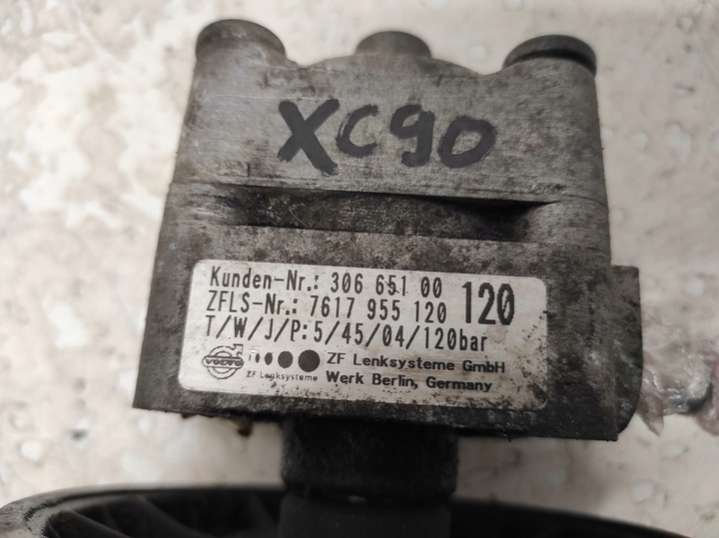 XC90
Kunden-Nr.: 306 651 00
ZFLS-Nr.: 7617 955 120 120
T/W/J/P: 5/45/04/120bar
VOLVO ZF Lenksysteme GmbH
ZF Lenksysteme Werk Berlin, Germany